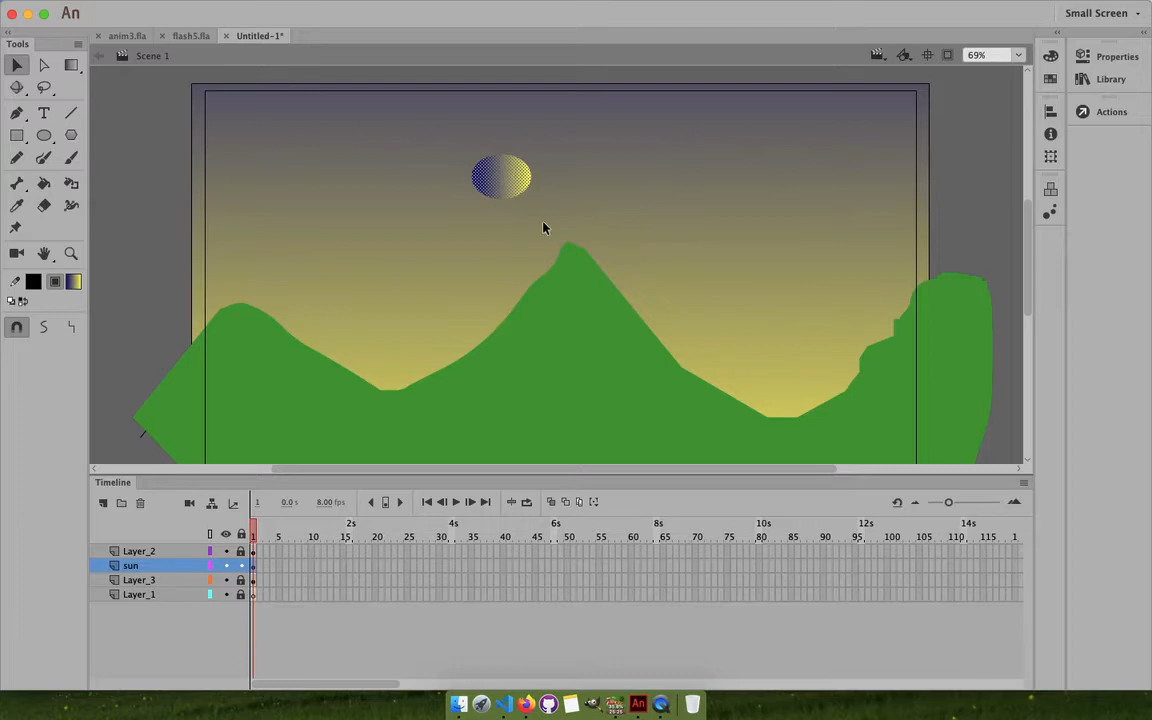 An
Small Screen
Tools
anim3.fla
flash5.fla
Untitled-1*
Scene 1
69%
Properties
Library
Actions
T
Timeline
1
0.0 s
8.00 fps
2s
4s
6s
8s
10s
12s
14s
1
5
10
15
20
25
30
35
40
45
50
55
60
65
70
75
80
85
90
95
100
105
110
115
1
Layer_2
sun
Layer_3
Layer_1
An